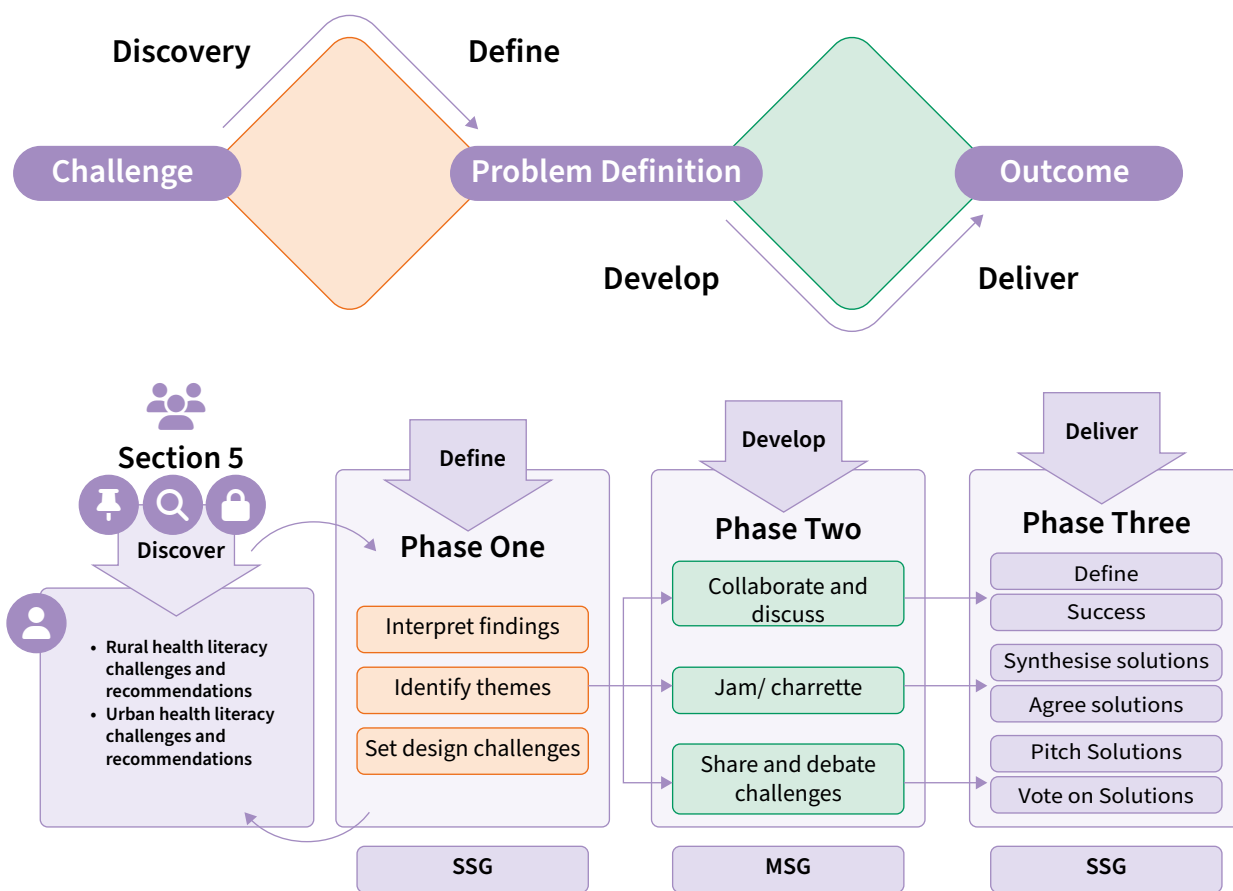 Discovery
Define
Challenge
Problem Definition
Outcome
Develop
Deliver
Section 5
Discover
• Rural health literacy
challenges and
recommendations
• Urban health literacy
challenges and
recommendations
Define
Phase One
Interpret findings
Identify themes
Set design challenges
SSG
Develop
Phase Two
Collaborate and
discuss
Jam/ charrette
Share and debate
challenges
MSG
Deliver
Phase Three
Define
Success
Synthesise solutions
Agree solutions
Pitch Solutions
Vote on Solutions
SSG